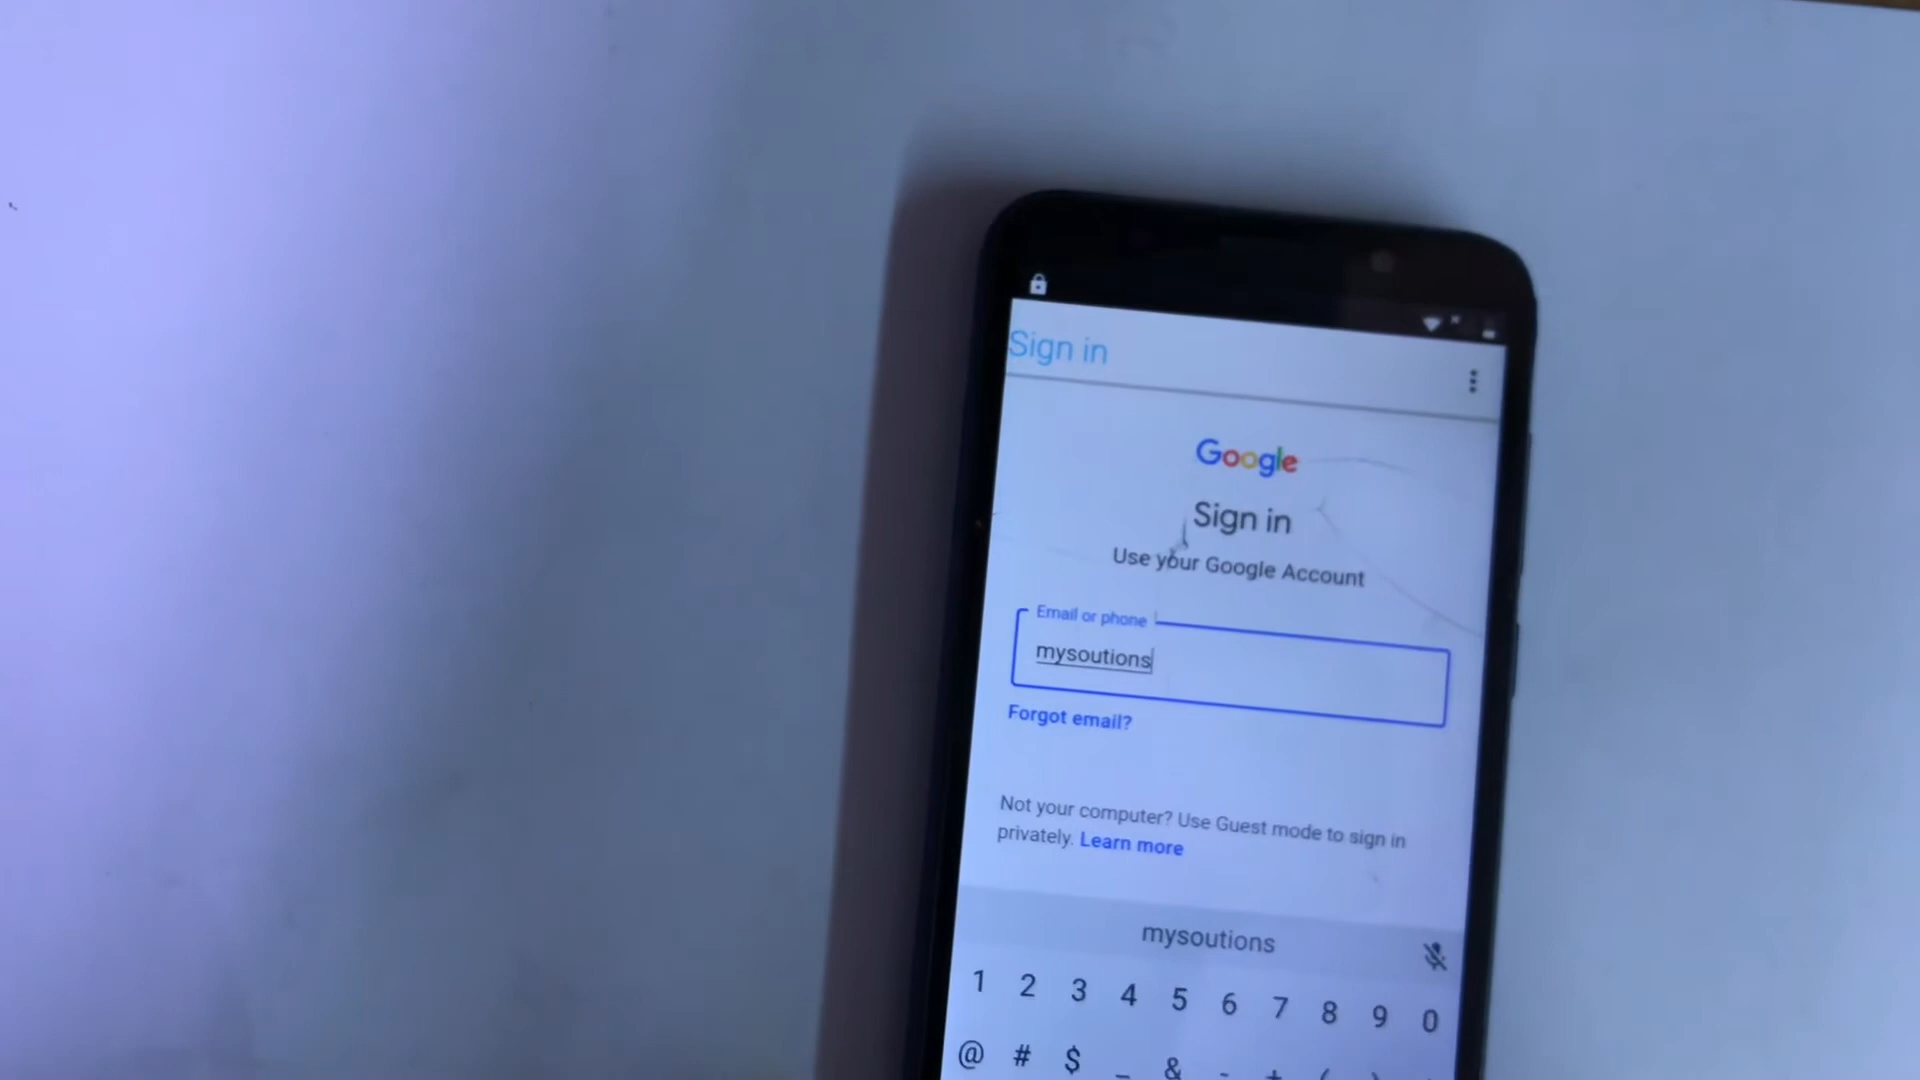 Sign in
Google
Sign in
Use your Google Account
Email or phone
mysoutions
Forgot email?
Not your computer? Use Guest mode to sign in
privately. Learn more
mysoutions
1 2 3 4 5 6 7 8 9 0
@ # $ _ & - + ( )